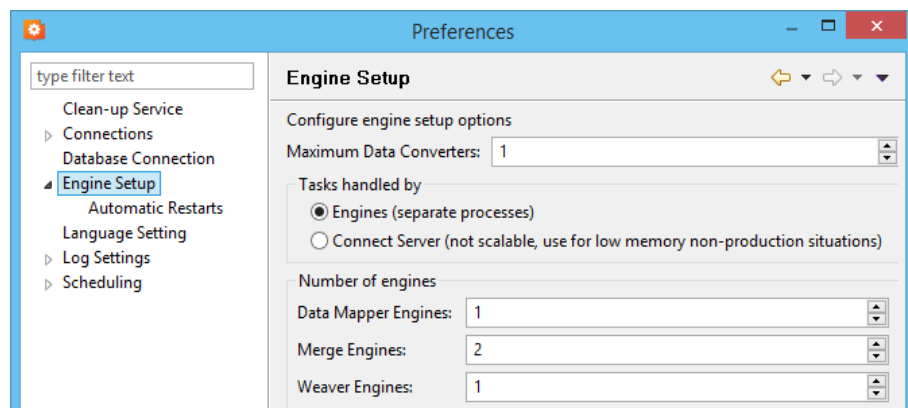 Preferences
type filter text
Clean-up Service
Connections
Database Connection
Engine Setup
Automatic Restarts
Language Setting
Log Settings
Scheduling
Engine Setup
Configure engine setup options
Maximum Data Converters: 1
Tasks handled by
Engines (separate processes)
Connect Server (not scalable, use for low memory non-production situations)
Number of engines
Data Mapper Engines: 1
Merge Engines: 2
Weaver Engines: 1